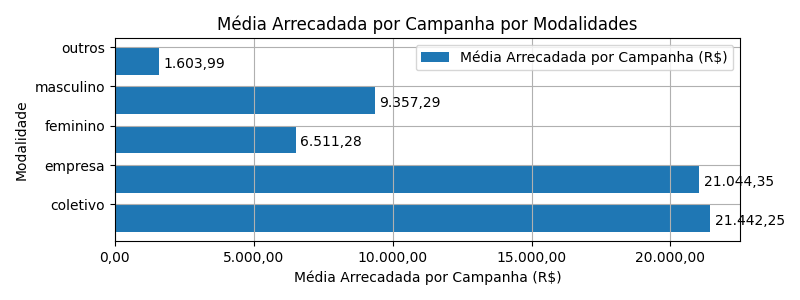 Média Arrecadada por Campanha por Modalidades
Média Arrecadada por Campanha (R$)
outros
1.603,99
masculino
9.357,29
feminino
6.511,28
empresa
21.044,35
coletivo
21.442,25
Modalidade
0,00 5.000,00 10.000,00 15.000,00 20.000,00
Média Arrecadada por Campanha (R$)